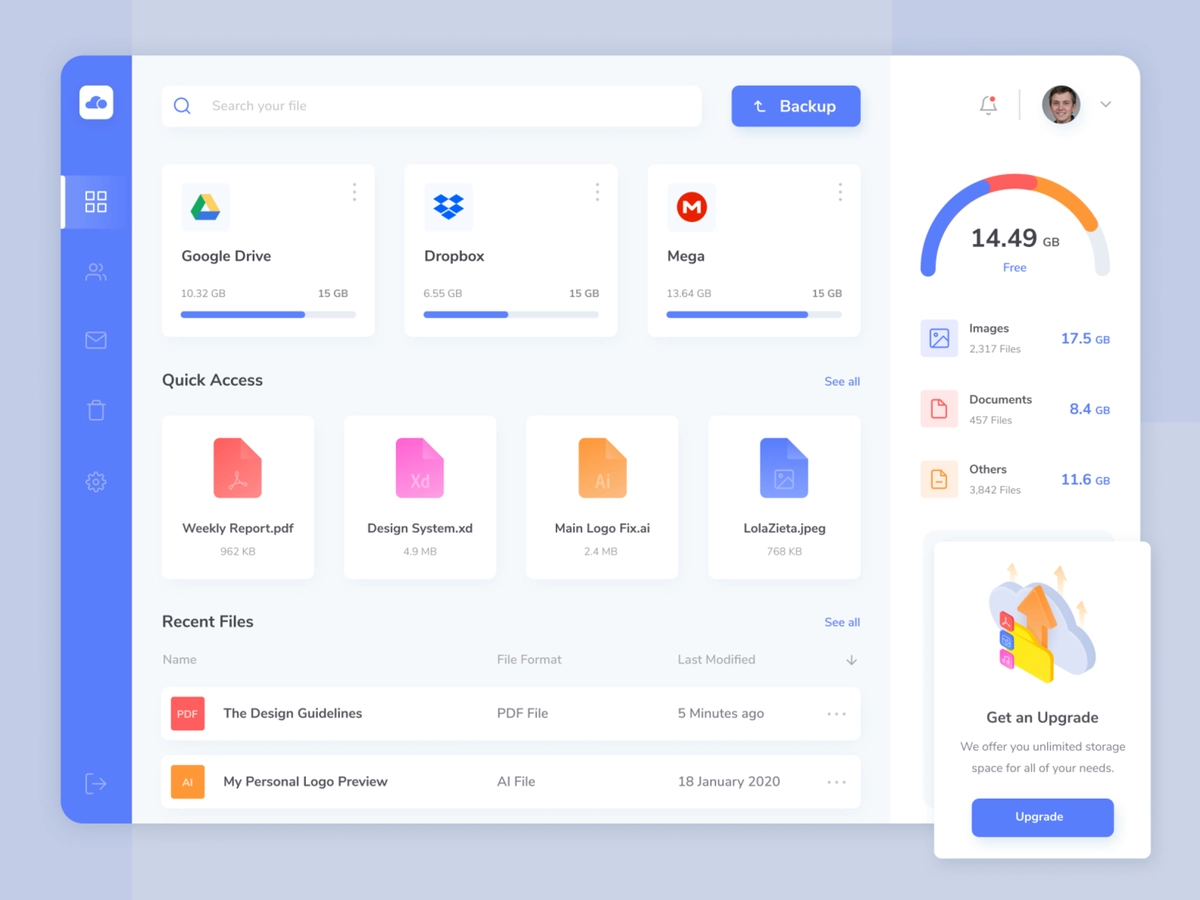 Search your file
Backup
Google Drive
10.32 GB 15 GB
Dropbox
6.55 GB 15 GB
Mega
13.64 GB 15 GB
Quick Access
See all
Weekly Report.pdf
962 KB
Xd
Design System.xd
4.9 MB
Ai
Main Logo Fix.ai
2.4 MB
LolaZieta.jpeg
768 KB
Recent Files
See all
Name File Format Last Modified
PDF The Design Guidelines PDF File 5 Minutes ago
AI My Personal Logo Preview AI File 18 January 2020
14.49 GB
Free
Images
2,317 Files
17.5 GB
Documents
457 Files
8.4 GB
Others
3,842 Files
11.6 GB
Get an Upgrade
We offer you unlimited storage
space for all of your needs.
Upgrade